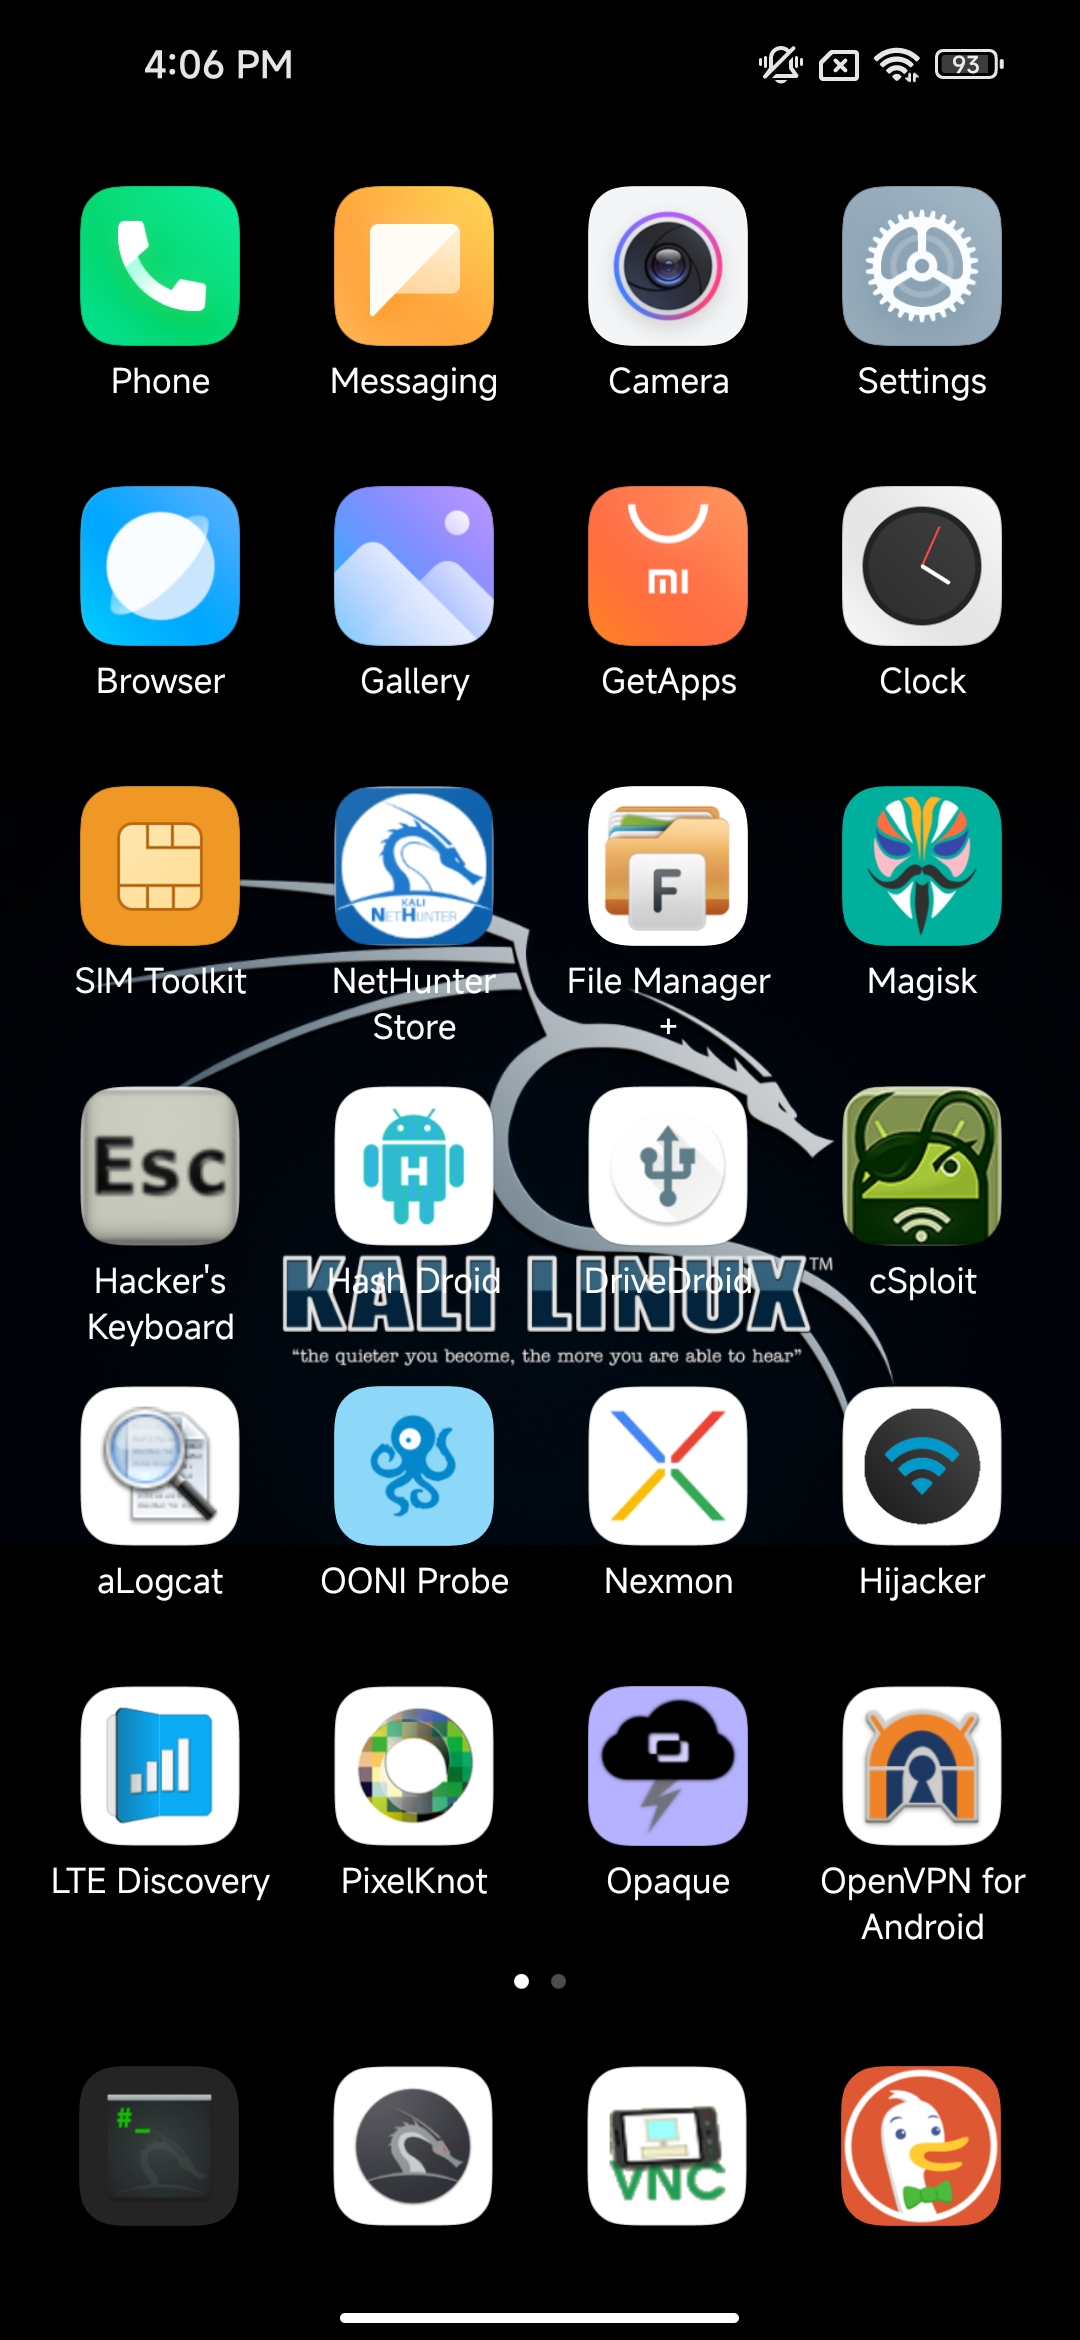 4:06 PM
93
Phone
Messaging
Camera
Settings
mi
Browser
Gallery
GetApps
Clock
KALI
NETHUNTER
F
SIM Toolkit
NetHunter
Store
File Manager
+
Magisk
Esc
H
Hacker's
Keyboard
Hash Droid
DriveDroid
cSploit
KALI LINUX™
“the quieter you become, the more you are able to hear”
aLogcat
OONI Probe
Nexmon
Hijacker
LTE Discovery
PixelKnot
Opaque
OpenVPN for
Android
#_
VNC